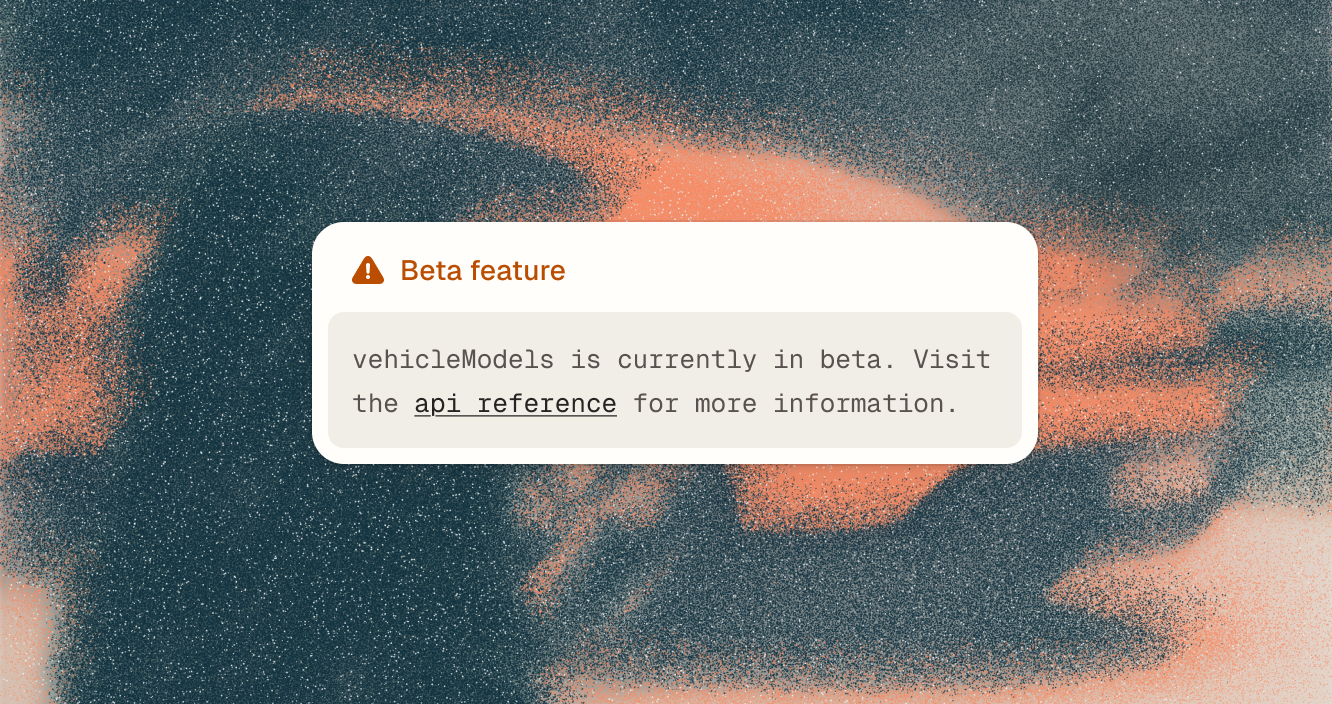 Beta feature
vehicleModels is currently in beta. Visit
the api reference for more information.